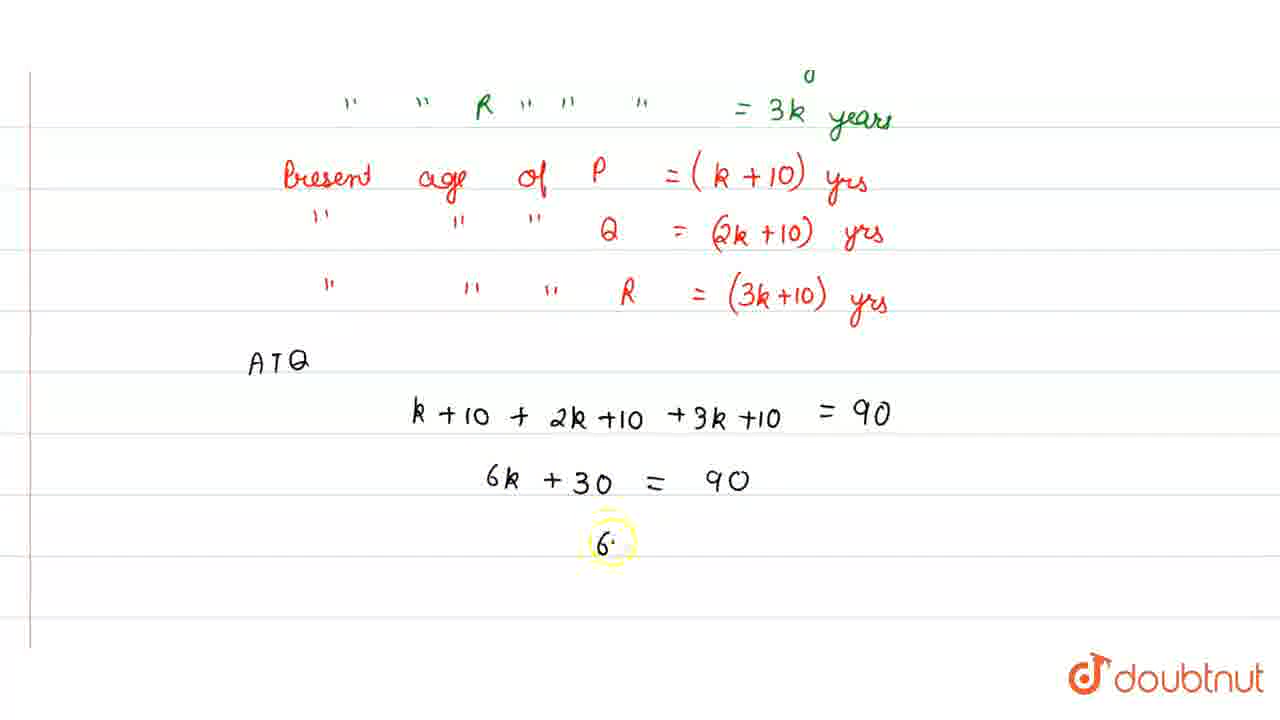 " " R " " " = 3k years
Present age of P = (k + 10) yrs
" " " Q = (2k + 10) yrs
" " " R = (3k + 10) yrs
ATQ
k + 10 + 2k + 10 + 3k + 10 = 90
6k + 30 = 90
6
doubtnut